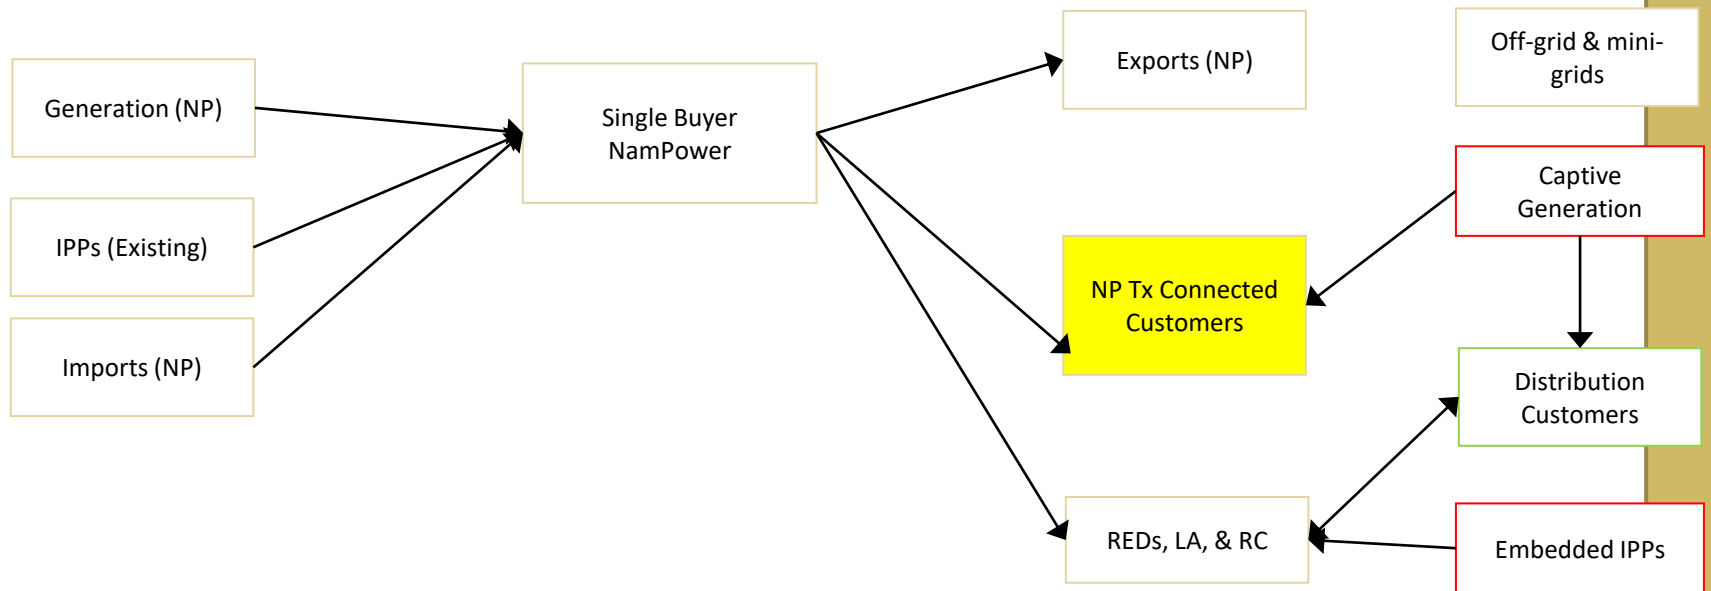 Generation (NP)
IPPs (Existing)
Imports (NP)
Single Buyer
NamPower
Exports (NP)
NP Tx Connected
Customers
REDs, LA, & RC
Off-grid & mini-
grids
Captive
Generation
Distribution
Customers
Embedded IPPs